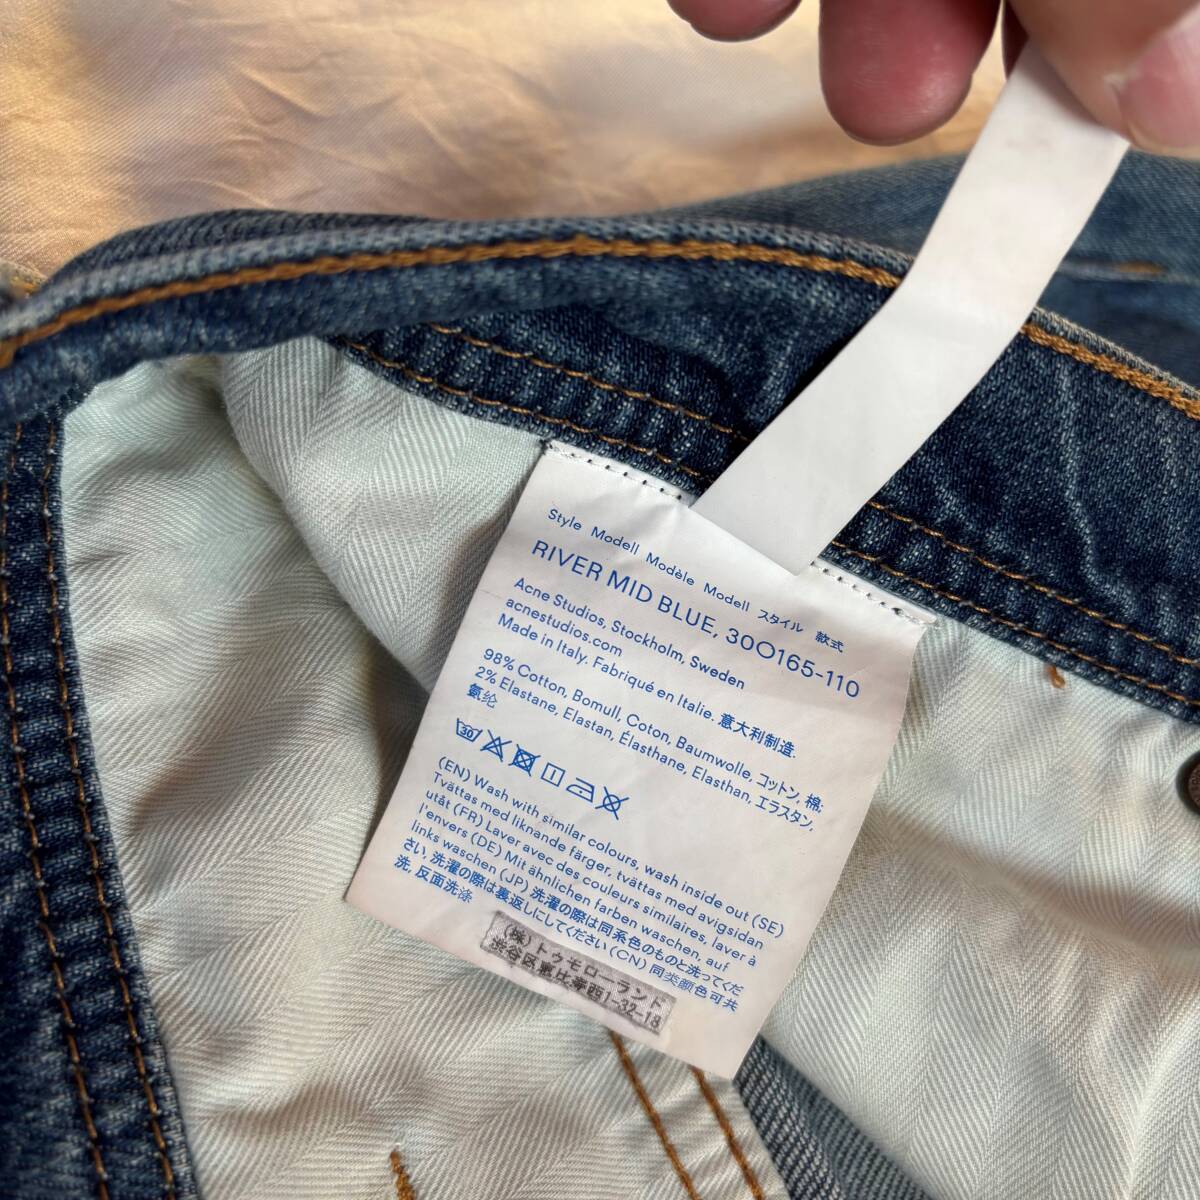 Style Modell Modèle Modell スタイル 款式
RIVER MID BLUE, 30O165-110
Acne Studios, Stockholm, Sweden
acnestudios.com
Made in Italy. Fabriqué en Italie. 意大利制造.
98% Cotton, Bomull, Coton, Baumwolle, コットン, 棉;
2% Elastane, Elastan, Élasthane, Elasthan, エラスタン,
氨纶
30
(EN) Wash with similar colours, wash inside out (SE)
Tvättas med liknande färger, tvättas med avigsidan
utåt (FR) Laver avec des couleurs similaires, laver à
l'envers (DE) Mit ähnlichen farben waschen, auf
links waschen (JP) 洗濯の際は同系色のものと洗ってくだ
さい, 洗濯の際は裏返しにしてください (CN) 同类颜色可共
洗, 反面洗涤
(株)トゥモローランド
渋谷区恵比寿西1-32-18